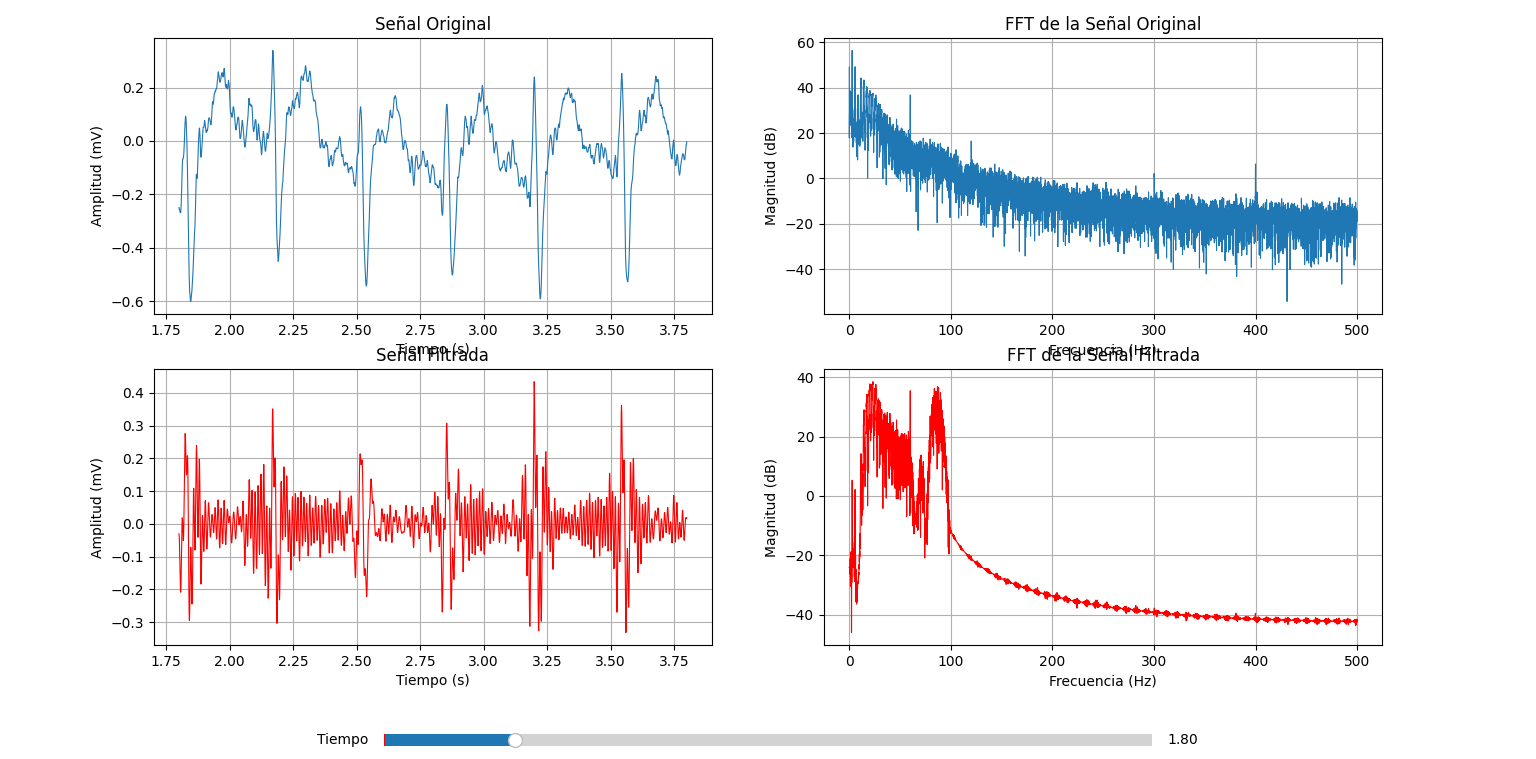 Señal Original
Amplitud (mV)
0.2
0.0
−0.2
−0.4
−0.6
1.75 2.00 2.25 2.50 2.75 3.00 3.25 3.50 3.75
Tiempo (s)
FFT de la Señal Original
Magnitud (dB)
60
40
20
0
−20
−40
0 100 200 300 400 500
Frecuencia (Hz)
Señal Filtrada
Amplitud (mV)
0.4
0.3
0.2
0.1
0.0
−0.1
−0.2
−0.3
1.75 2.00 2.25 2.50 2.75 3.00 3.25 3.50 3.75
Tiempo (s)
FFT de la Señal Filtrada
Magnitud (dB)
40
20
0
−20
−40
0 100 200 300 400 500
Frecuencia (Hz)
Tiempo 1.80